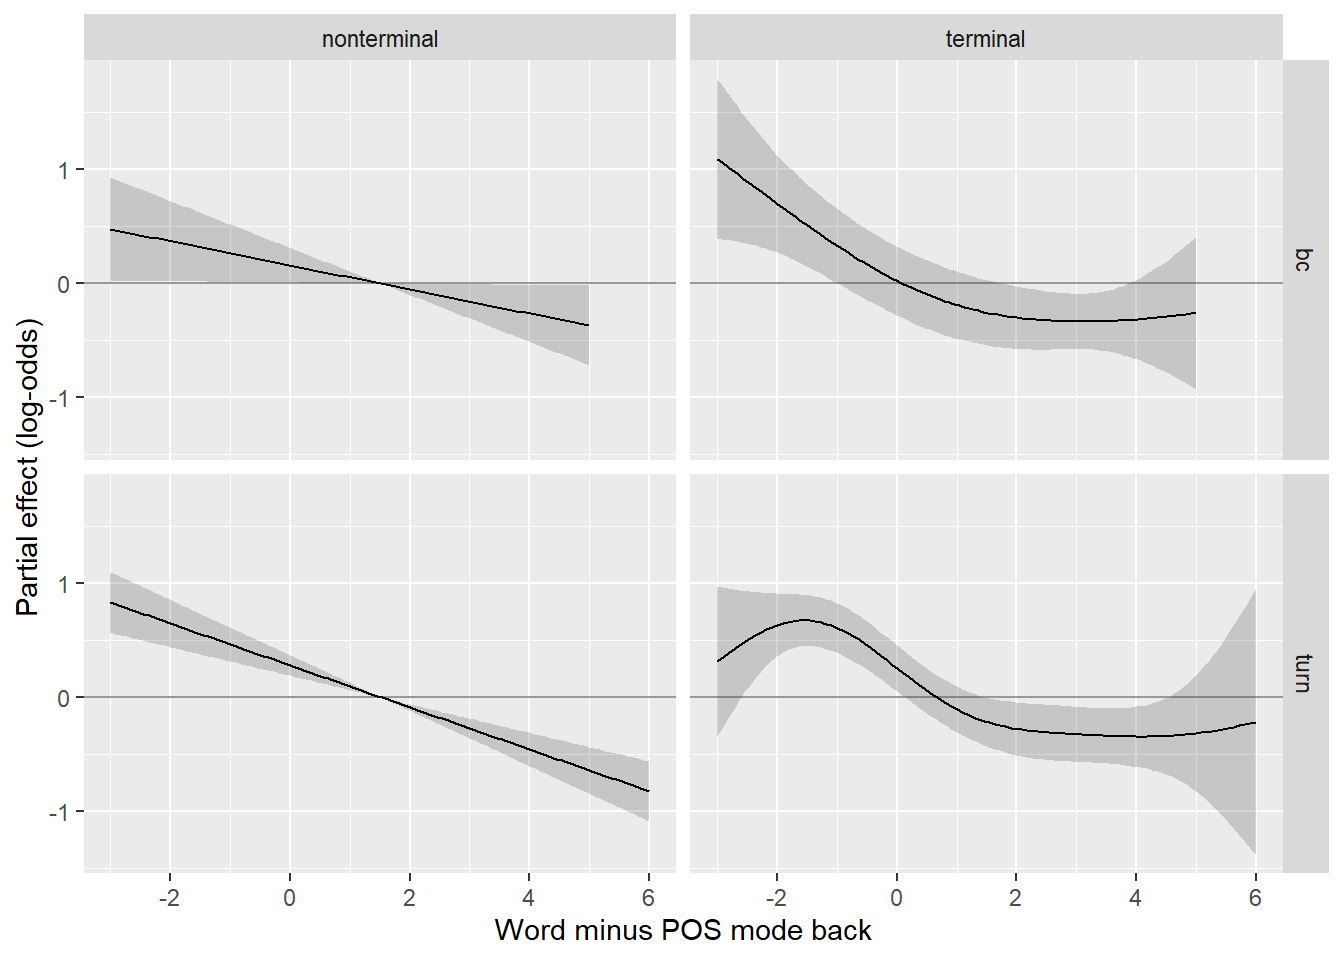 nonterminal
terminal
1
0
-1
bc
1
0
-1
turn
-2
0
2
4
6
-2
0
2
4
6
Word minus POS mode back
Partial effect (log-odds)